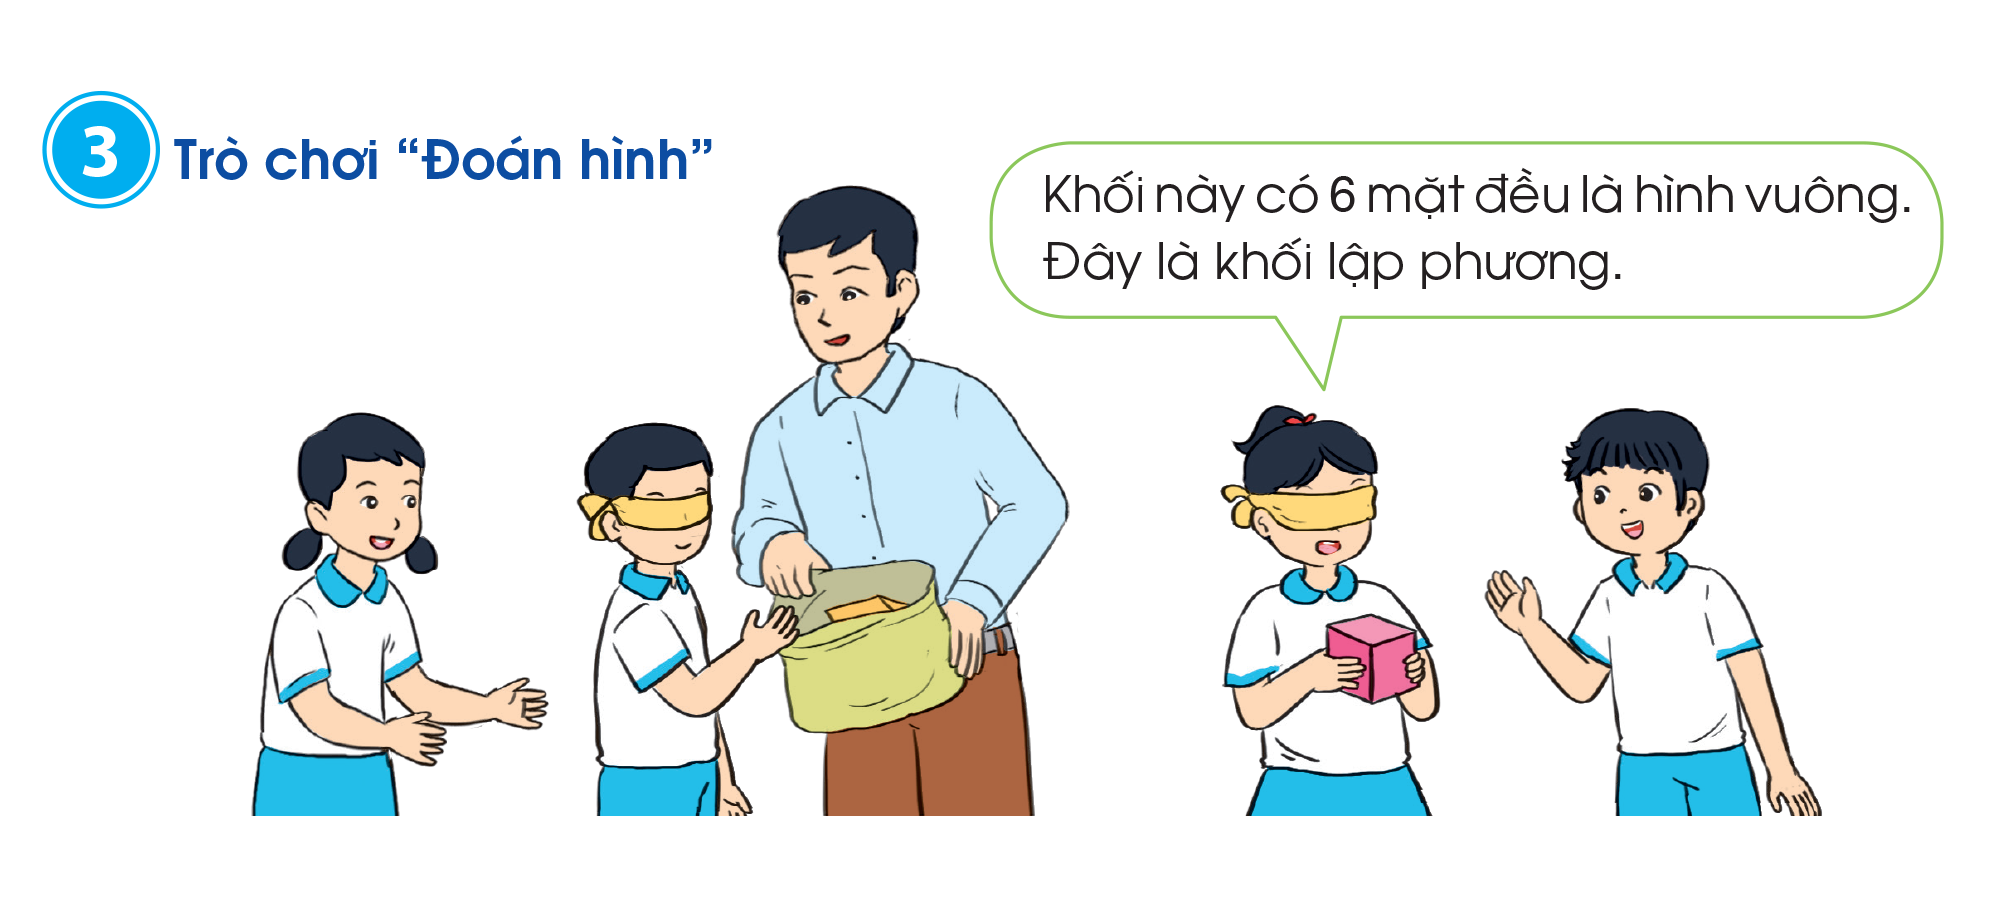 3 Trò chơi “Đoán hình”
Khối này có 6 mặt đều là hình vuông.
Đây là khối lập phương.